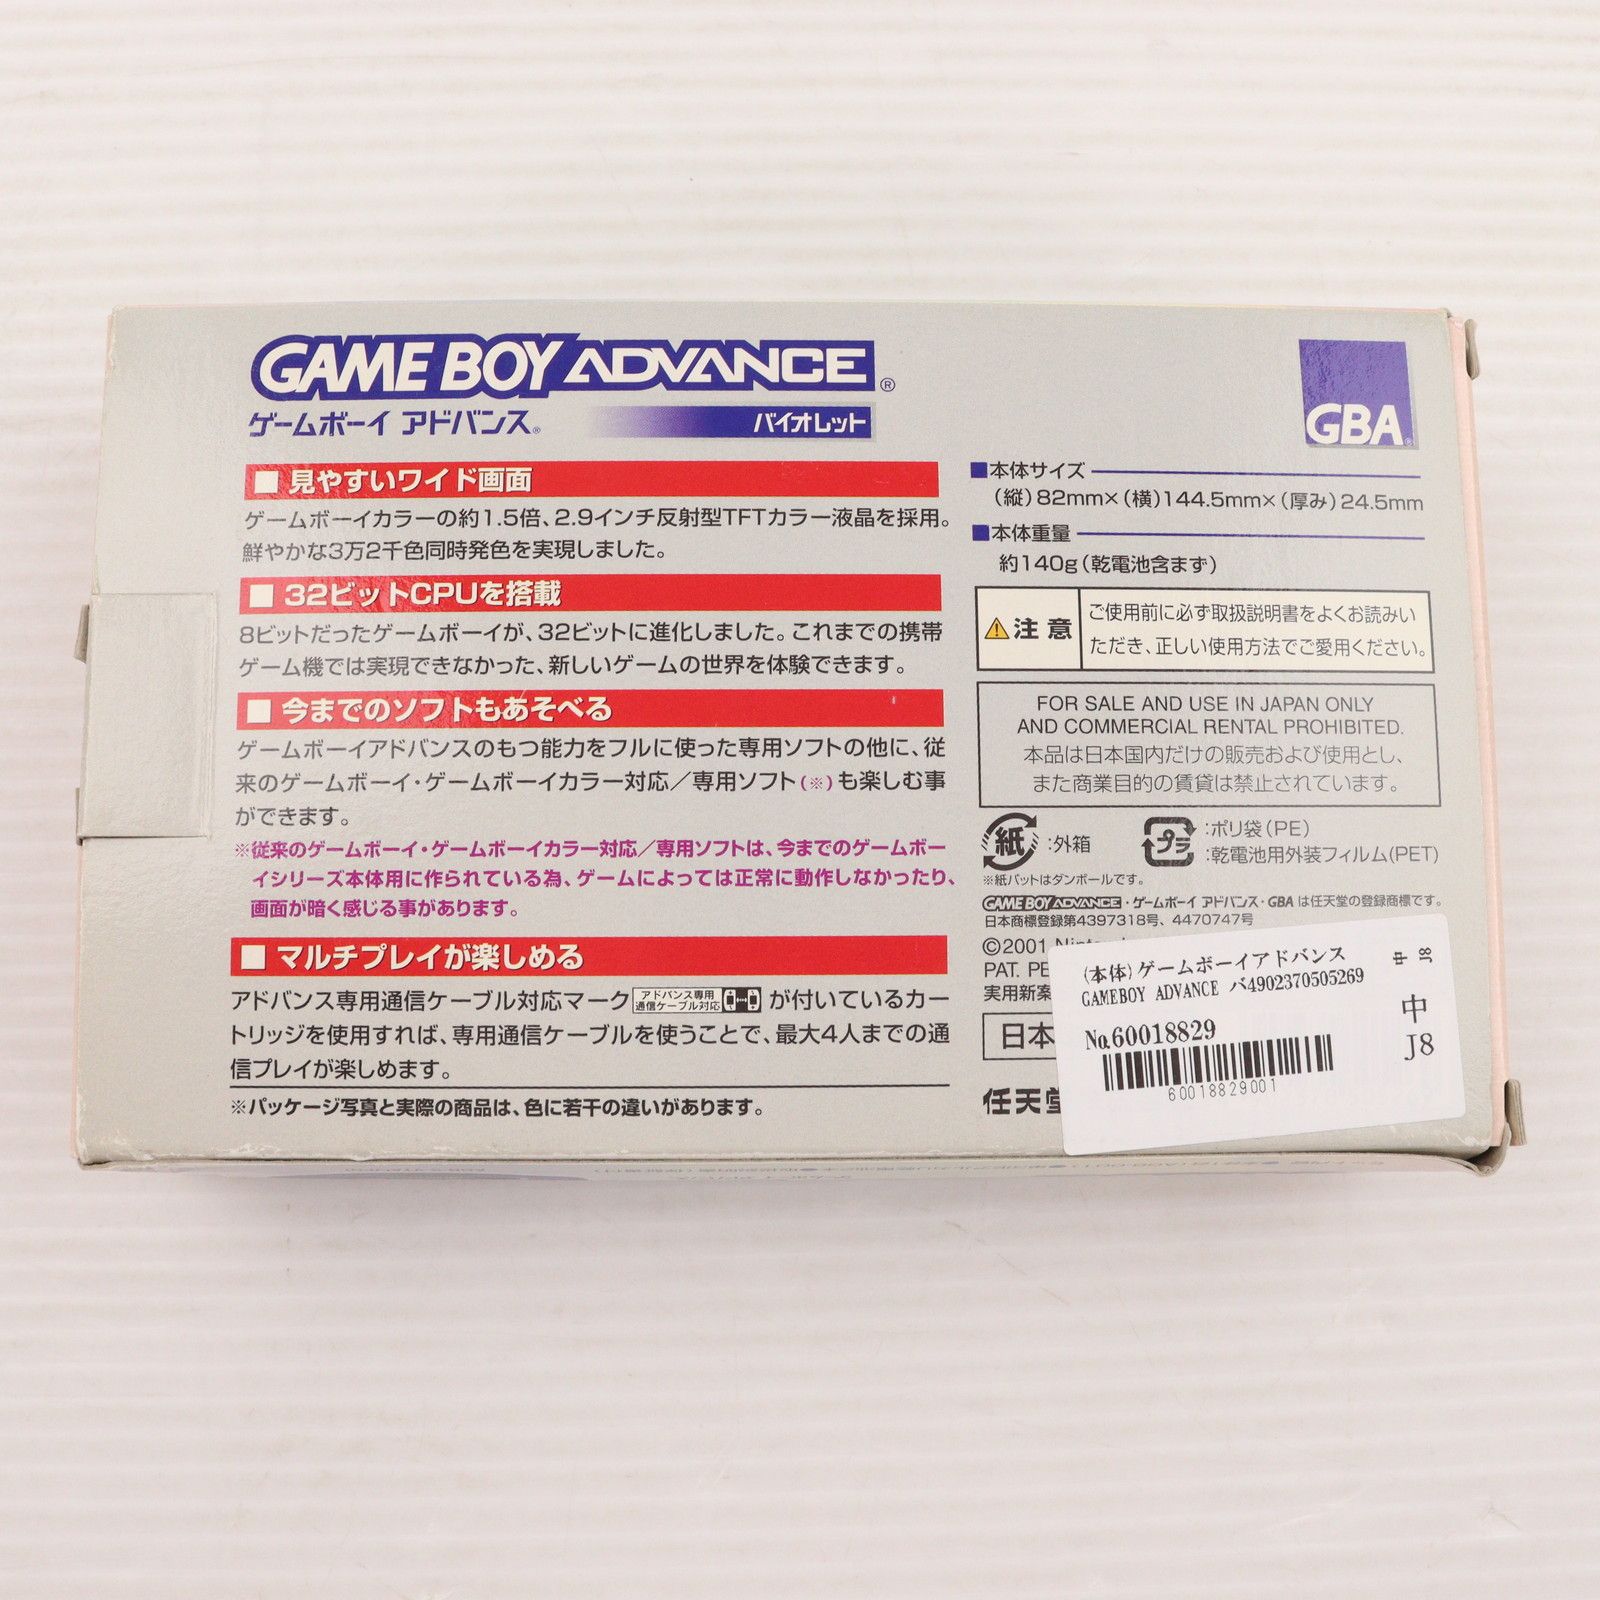 GAME BOY ADVANCE®
ゲームボーイ アドバンス®
バイオレット
GBA®
■ 見やすいワイド画面
ゲームボーイカラーの約1.5倍、2.9インチ反射型TFTカラー液晶を採用。
鮮やかな3万2千色同時発色を実現しました。
■ 32ビットCPUを搭載
8ビットだったゲームボーイが、32ビットに進化しました。これまでの携帯
ゲーム機では実現できなかった、新しいゲームの世界を体験できます。
■ 今までのソフトもあそべる
ゲームボーイアドバンスのもつ能力をフルに使った専用ソフトの他に、従
来のゲームボーイ・ゲームボーイカラー対応／専用ソフト(※)も楽しむ事
ができます。
※従来のゲームボーイ・ゲームボーイカラー対応／専用ソフトは、今までのゲームボー
イシリーズ本体用に作られている為、ゲームによっては正常に動作しなかったり、
画面が暗く感じる事があります。
■ マルチプレイが楽しめる
アドバンス専用通信ケーブル対応マーク アドバンス専用 通信ケーブル対応 が付いているカー
トリッジを使用すれば、専用通信ケーブルを使うことで、最大4人までの通
信プレイが楽しめます。
※パッケージ写真と実際の商品は、色に若干の違いがあります。
■本体サイズ
(縦)82mm×(横)144.5mm×(厚み)24.5mm
■本体重量
約140g(乾電池含まず)
注意
ご使用前に必ず取扱説明書をよくお読みい
ただき、正しい使用方法でご愛用ください。
FOR SALE AND USE IN JAPAN ONLY
AND COMMERCIAL RENTAL PROHIBITED.
本品は日本国内だけの販売および使用とし、
また商業目的の賃貸は禁止されています。
紙 :外箱
プラ :ポリ袋(PE)
:乾電池用外装フィルム(PET)
※紙パットはダンボールです。
GAME BOY ADVANCE・ゲームボーイ アドバンス・GBA は任天堂の登録商標です。
日本商標登録第4397318号、4470747号
©2001
PAT. PE
実用新案
日本
任天堂
(本体)ゲームボーイアドバンス
GAMEBOY ADVANCE バ4902370505269
No.60018829
60018829001
中 J8
中
J8